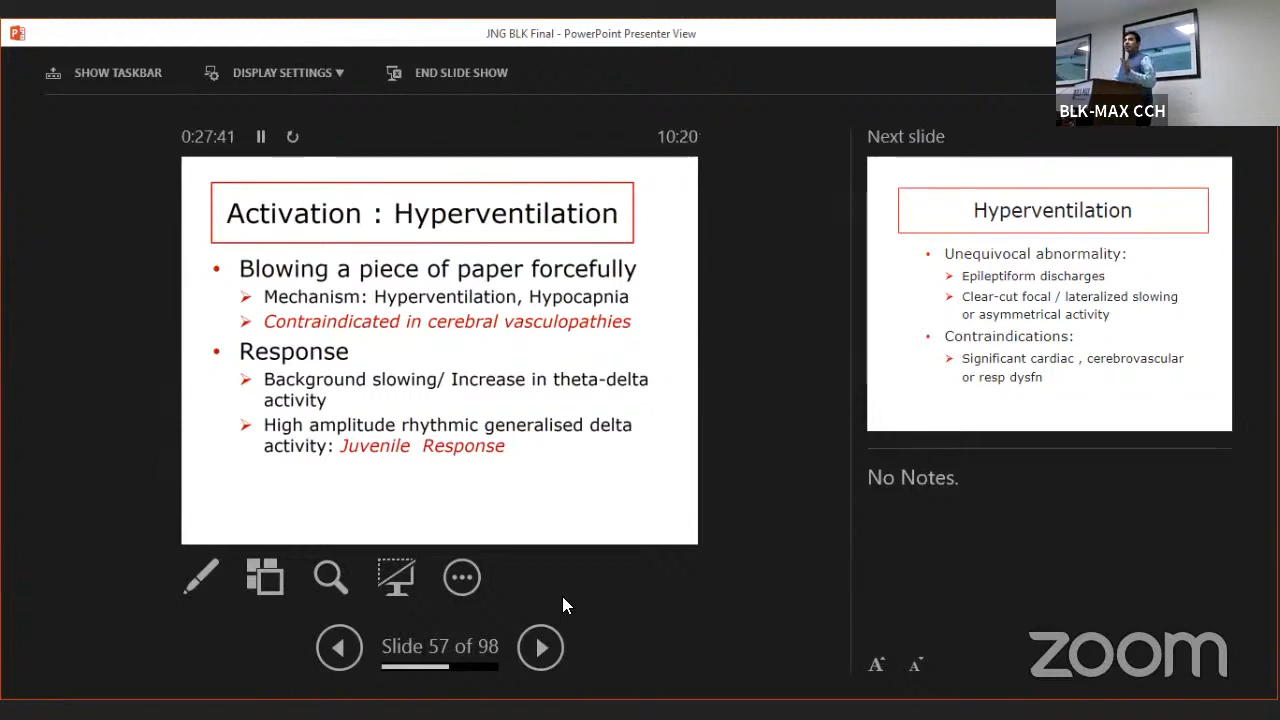 JNG BLK Final - PowerPoint Presenter View
SHOW TASKBAR
DISPLAY SETTINGS ▼
END SLIDE SHOW
BLK-MAX CCH
0:27:41
10:20
Activation : Hyperventilation
• Blowing a piece of paper forcefully
➢ Mechanism: Hyperventilation, Hypocapnia
➢ Contraindicated in cerebral vasculopathies
• Response
➢ Background slowing/ Increase in theta-delta
activity
➢ High amplitude rhythmic generalised delta
activity: Juvenile Response
Slide 57 of 98
Next slide
Hyperventilation
• Unequivocal abnormality:
➢ Epileptiform discharges
➢ Clear-cut focal / lateralized slowing
or asymmetrical activity
• Contraindications:
➢ Significant cardiac , cerebrovascular
or resp dysfn
No Notes.
A A
zoom